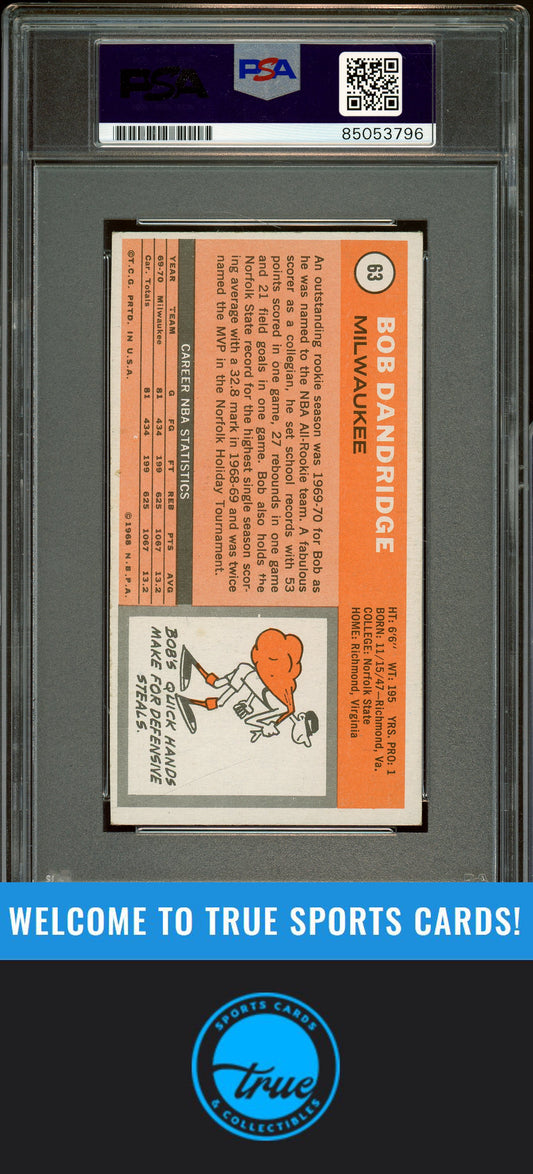 PSA
PSA
85053796
63
BOB DANDRIDGE
MILWAUKEE
HT: 6'6" WT: 195 YRS. PRO: 1
BORN: 11/15/47—Richmond, Va.
COLLEGE: Norfolk State
HOME: Richmond, Virginia
An outstanding rookie season was 1969-70 for Bob as
he was named to the NBA All-Rookie team. A fabulous
scorer as a collegian, he set school records with 53
points scored in one game, 27 rebounds in one game
and 21 field goals in one game. Bob also holds the
Norfolk State record for the highest single season scor-
ing average with a 32.8 mark in 1968-69 and was twice
named the MVP in the Norfolk Holiday Tournament.
CAREER NBA STATISTICS
YEAR TEAM G FG FT REB PTS AVG
69-70 Milwaukee 81 434 199 625 1067 13.2
Car. Totals 81 434 199 625 1067 13.2
©T.C.G. PRTD. IN U.S.A. ©1968 N.B.P.A.
BOB'S QUICK HANDS
MAKE FOR DEFENSIVE
STEALS.
WELCOME TO TRUE SPORTS CARDS!
SPORTS CARDS
true
& COLLECTIBLES